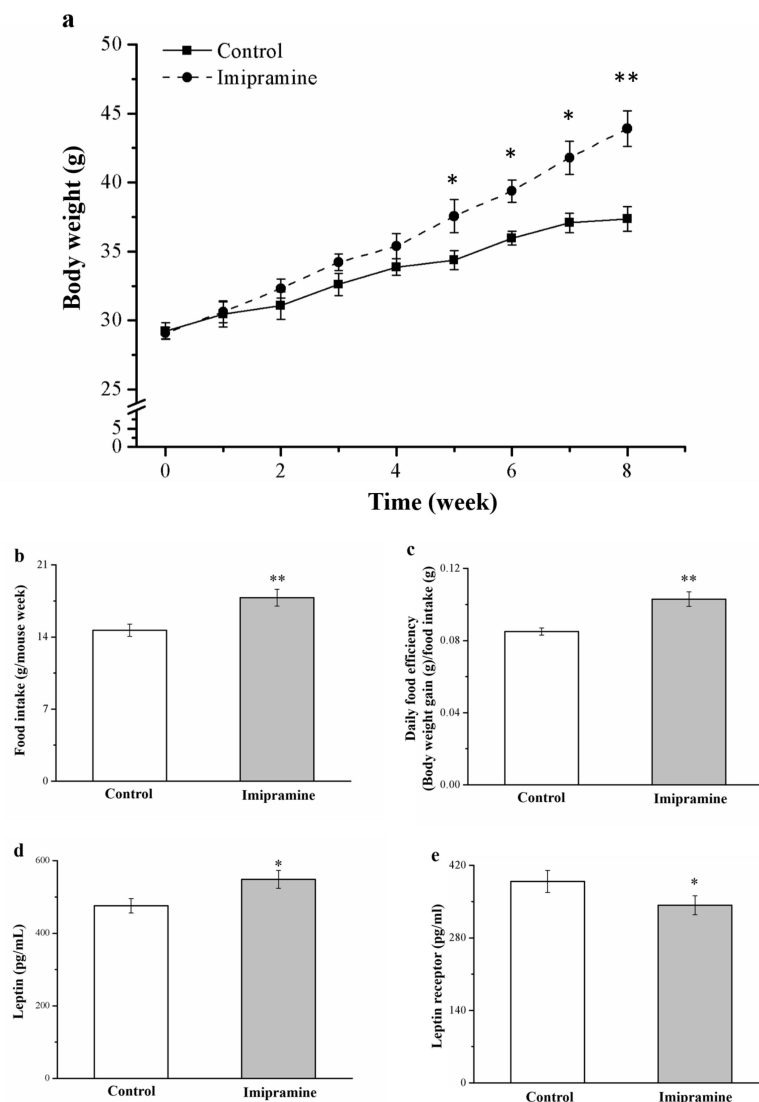 a
Control
Imipramine
50
45
40
35
30
25
5
0
*
*
*
**
Body weight (g)
0
2
4
6
8
Time (week)
b
21
14
7
0
**
Food intake (g/mouse week)
Control
Imipramine
c
0.12
0.08
0.04
0.00
**
Daily food efficiency
(Body weight gain (g)/food intake (g)
Control
Imipramine
d
600
400
200
0
*
Leptin (pg/mL)
Control
Imipramine
e
420
280
140
0
*
Leptin receptor (pg/ml)
Control
Imipramine